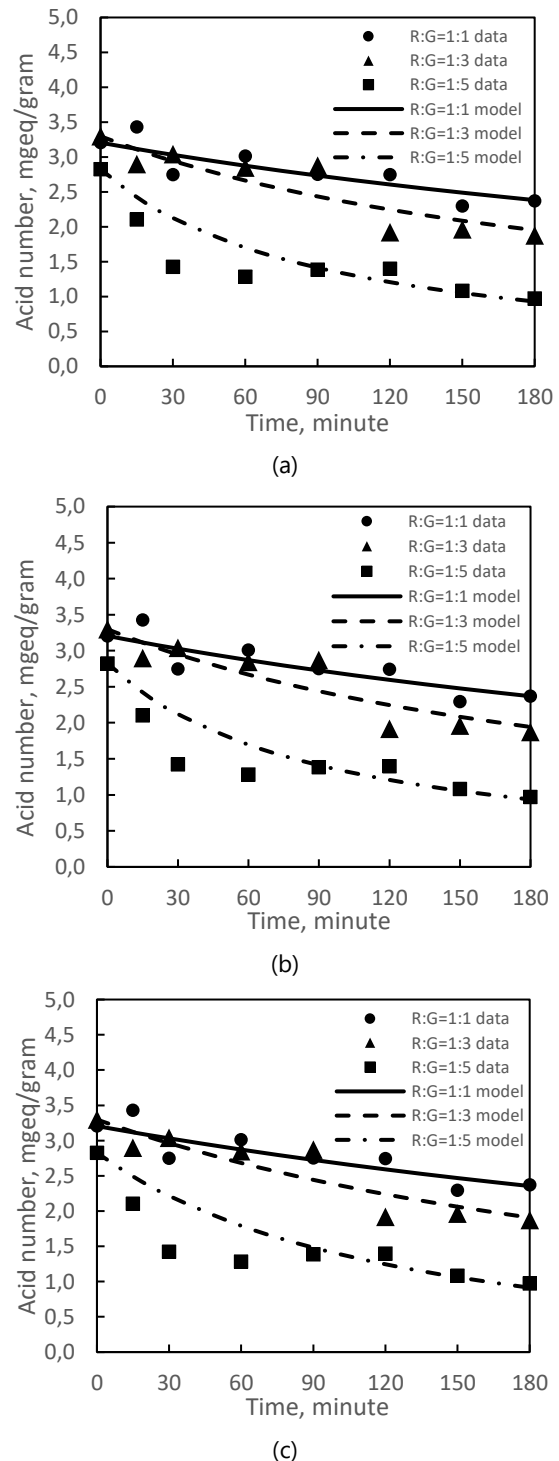 5,0
4,5
4,0
3,5
3,0
2,5
2,0
1,5
1,0
0,5
0,0
Acid number, mgeq/gram
R:G=1:1 data
R:G=1:3 data
R:G=1:5 data
R:G=1:1 model
R:G=1:3 model
R:G=1:5 model
0 30 60 90 120 150 180
Time, minute
(a)
5,0
4,5
4,0
3,5
3,0
2,5
2,0
1,5
1,0
0,5
0,0
Acid number, mgeq/gram
R:G=1:1 data
R:G=1:3 data
R:G=1:5 data
R:G=1:1 model
R:G=1:3 model
R:G=1:5 model
0 30 60 90 120 150 180
Time, minute
(b)
5,0
4,5
4,0
3,5
3,0
2,5
2,0
1,5
1,0
0,5
0,0
Acid number, mgeq/gram
R:G=1:1 data
R:G=1:3 data
R:G=1:5 data
R:G=1:1 model
R:G=1:3 model
R:G=1:5 model
0 30 60 90 120 150 180
Time, minute
(c)